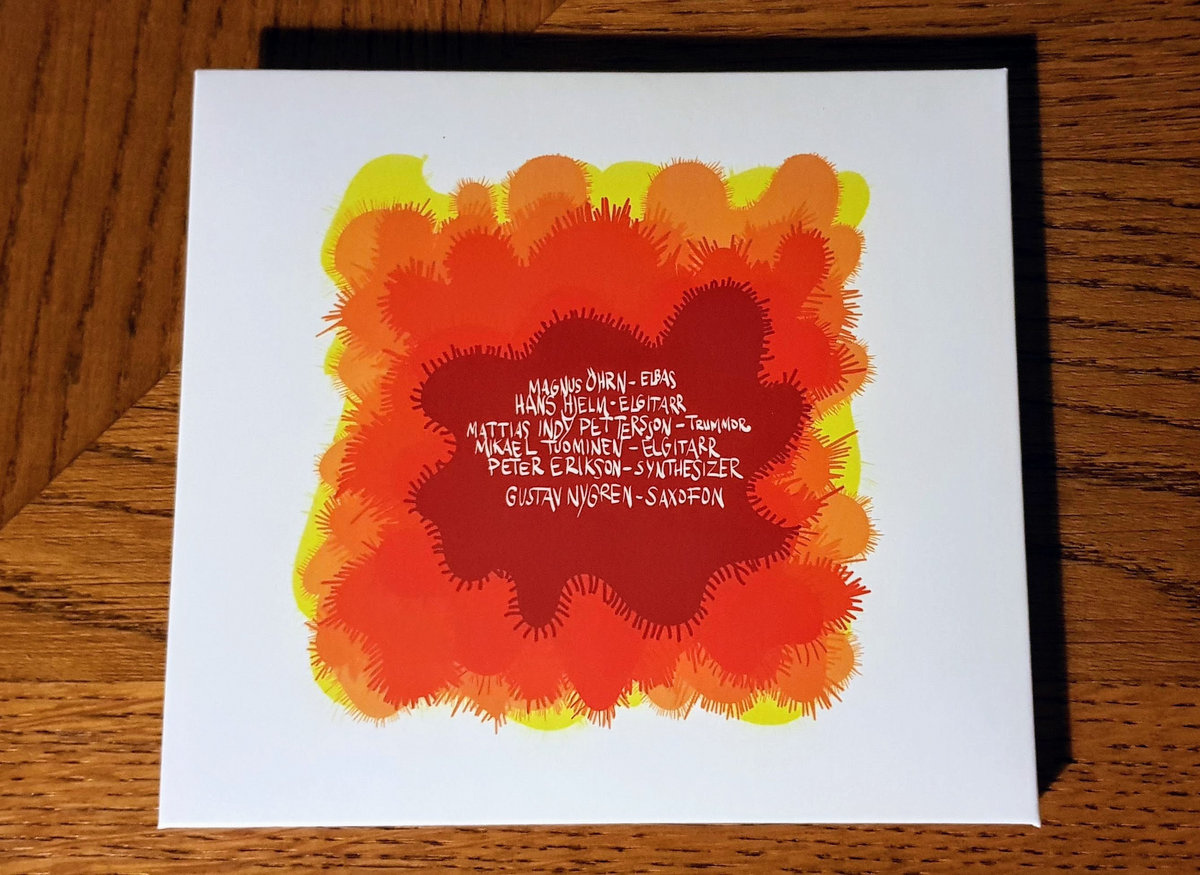 MAGNUS ÖHRN - ELBAS
HANS HJELM - ELGITARR
MATTIAS INDY PETTERSSON - TRUMMOR
MIKAEL TUOMINEN - ELGITARR
PETER ERIKSON - SYNTHESIZER
GUSTAV NYGREN - SAXOFON